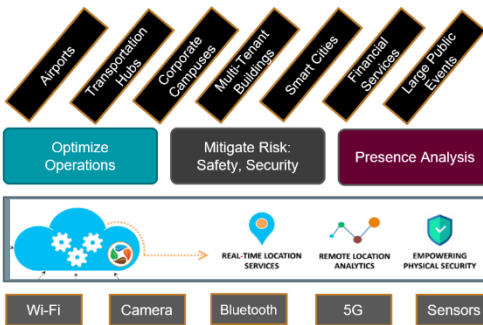 Airports
Transportation
Hubs
Corporate
Campuses
Multi-Tenant
Buildings
Smart Cities
Financial
Services
Large Public
Events
Optimize
Operations
Mitigate Risk:
Safety, Security
Presence Analysis
REAL-TIME LOCATION
SERVICES
REMOTE LOCATION
ANALYTICS
EMPOWERING
PHYSICAL SECURITY
Wi-Fi
Camera
Bluetooth
5G
Sensors